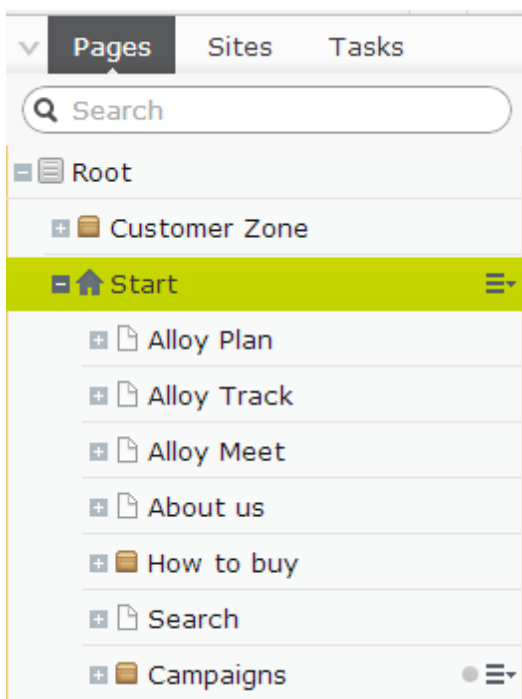 Pages Sites Tasks
Search
Root
Customer Zone
Start
Alloy Plan
Alloy Track
Alloy Meet
About us
How to buy
Search
Campaigns